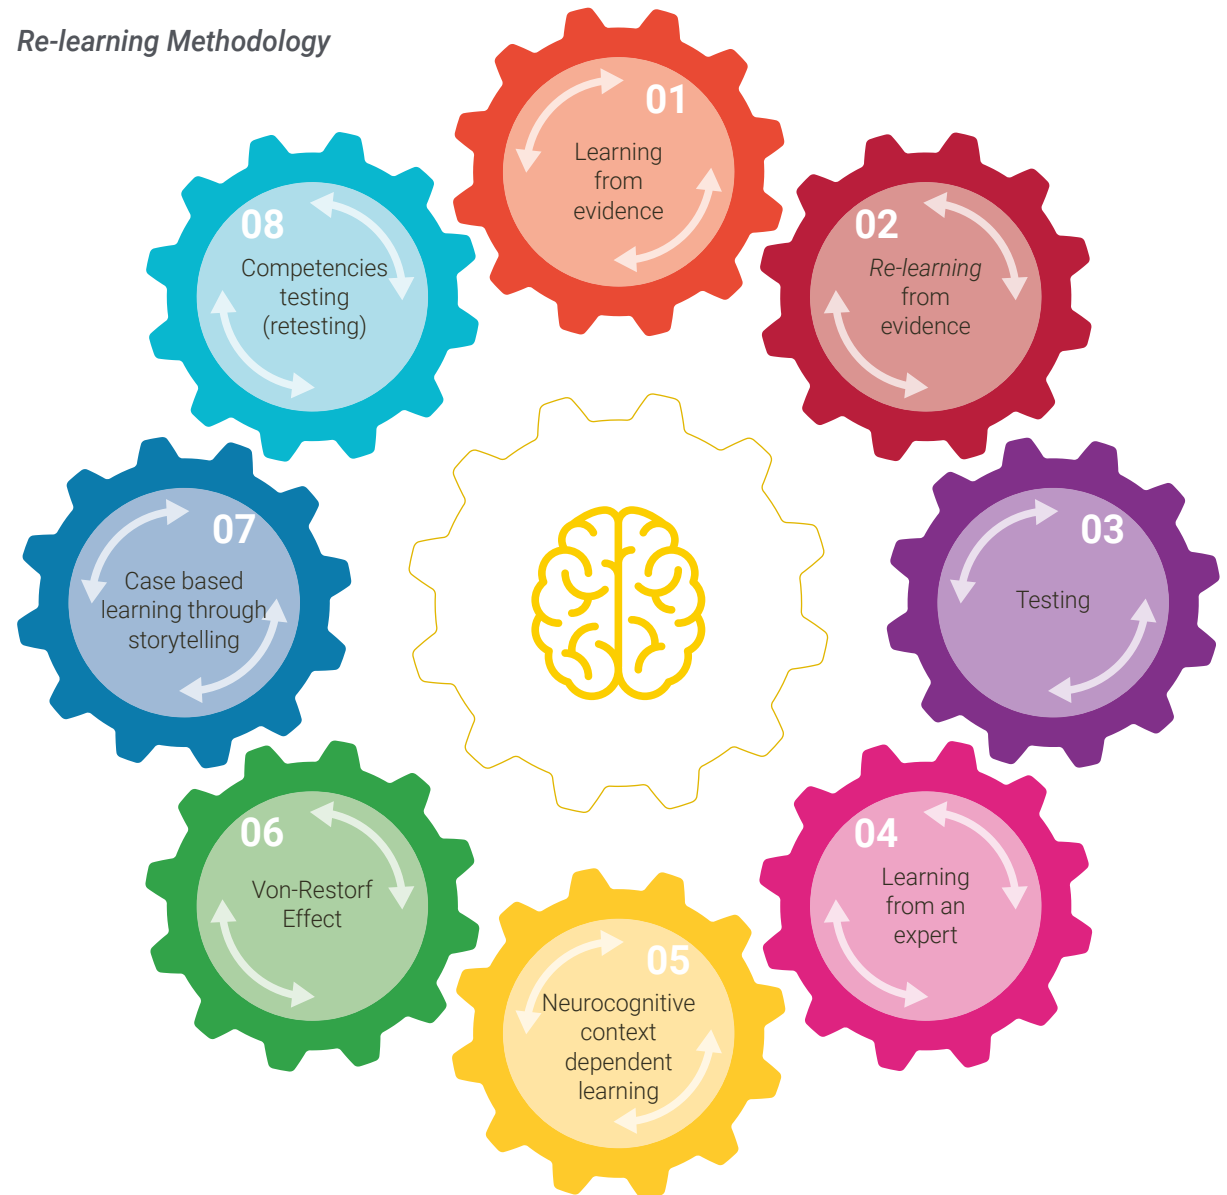 Re-learning Methodology
01
Learning
from
evidence
02
Re-learning
from
evidence
03
Testing
04
Learning
from an
expert
05
Neurocognitive
context
dependent
learning
06
Von-Restorf
Effect
07
Case based
learning through
storytelling
08
Competencies
testing
(retesting)